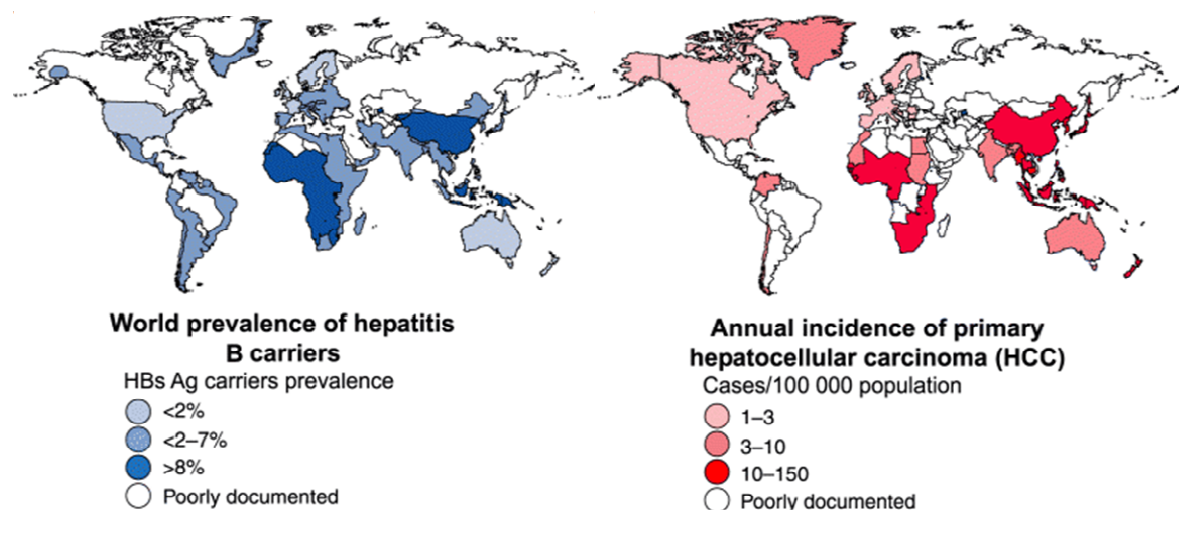 World prevalence of hepatitis
B carriers
HBs Ag carriers prevalence
<2%
<2–7%
>8%
Poorly documented
Annual incidence of primary
hepatocellular carcinoma (HCC)
Cases/100 000 population
1–3
3–10
10–150
Poorly documented